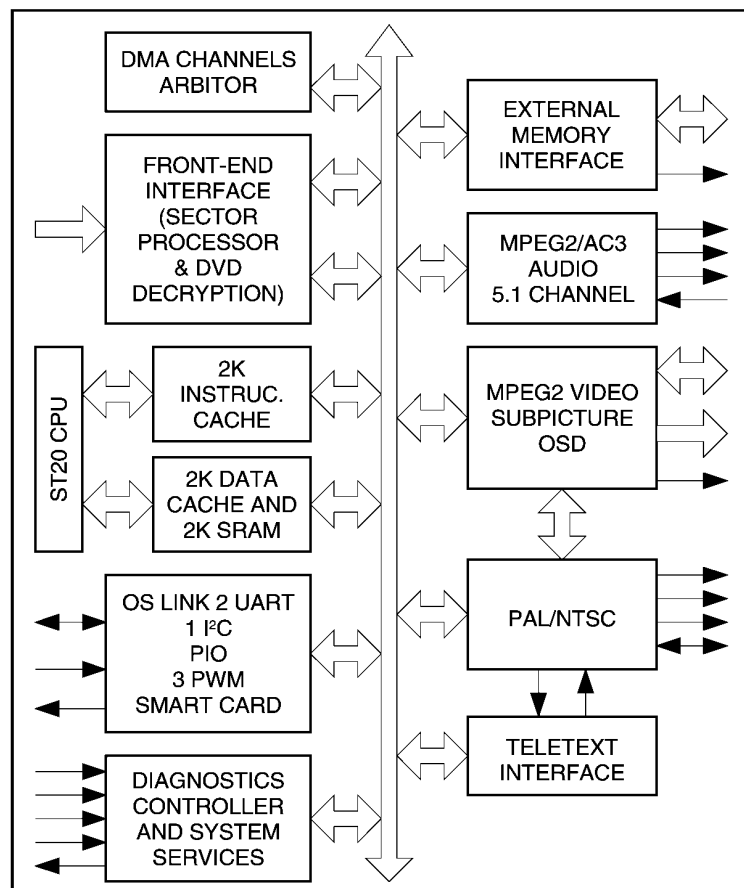 DMA CHANNELS
ARBITOR
FRONT-END
INTERFACE
(SECTOR
PROCESSOR
& DVD
DECRYPTION)
ST20 CPU
2K
INSTRUC.
CACHE
2K DATA
CACHE AND
2K SRAM
OS LINK 2 UART
1 I²C
PIO
3 PWM
SMART CARD
DIAGNOSTICS
CONTROLLER
AND SYSTEM
SERVICES
EXTERNAL
MEMORY
INTERFACE
MPEG2/AC3
AUDIO
5.1 CHANNEL
MPEG2 VIDEO
SUBPICTURE
OSD
PAL/NTSC
TELETEXT
INTERFACE